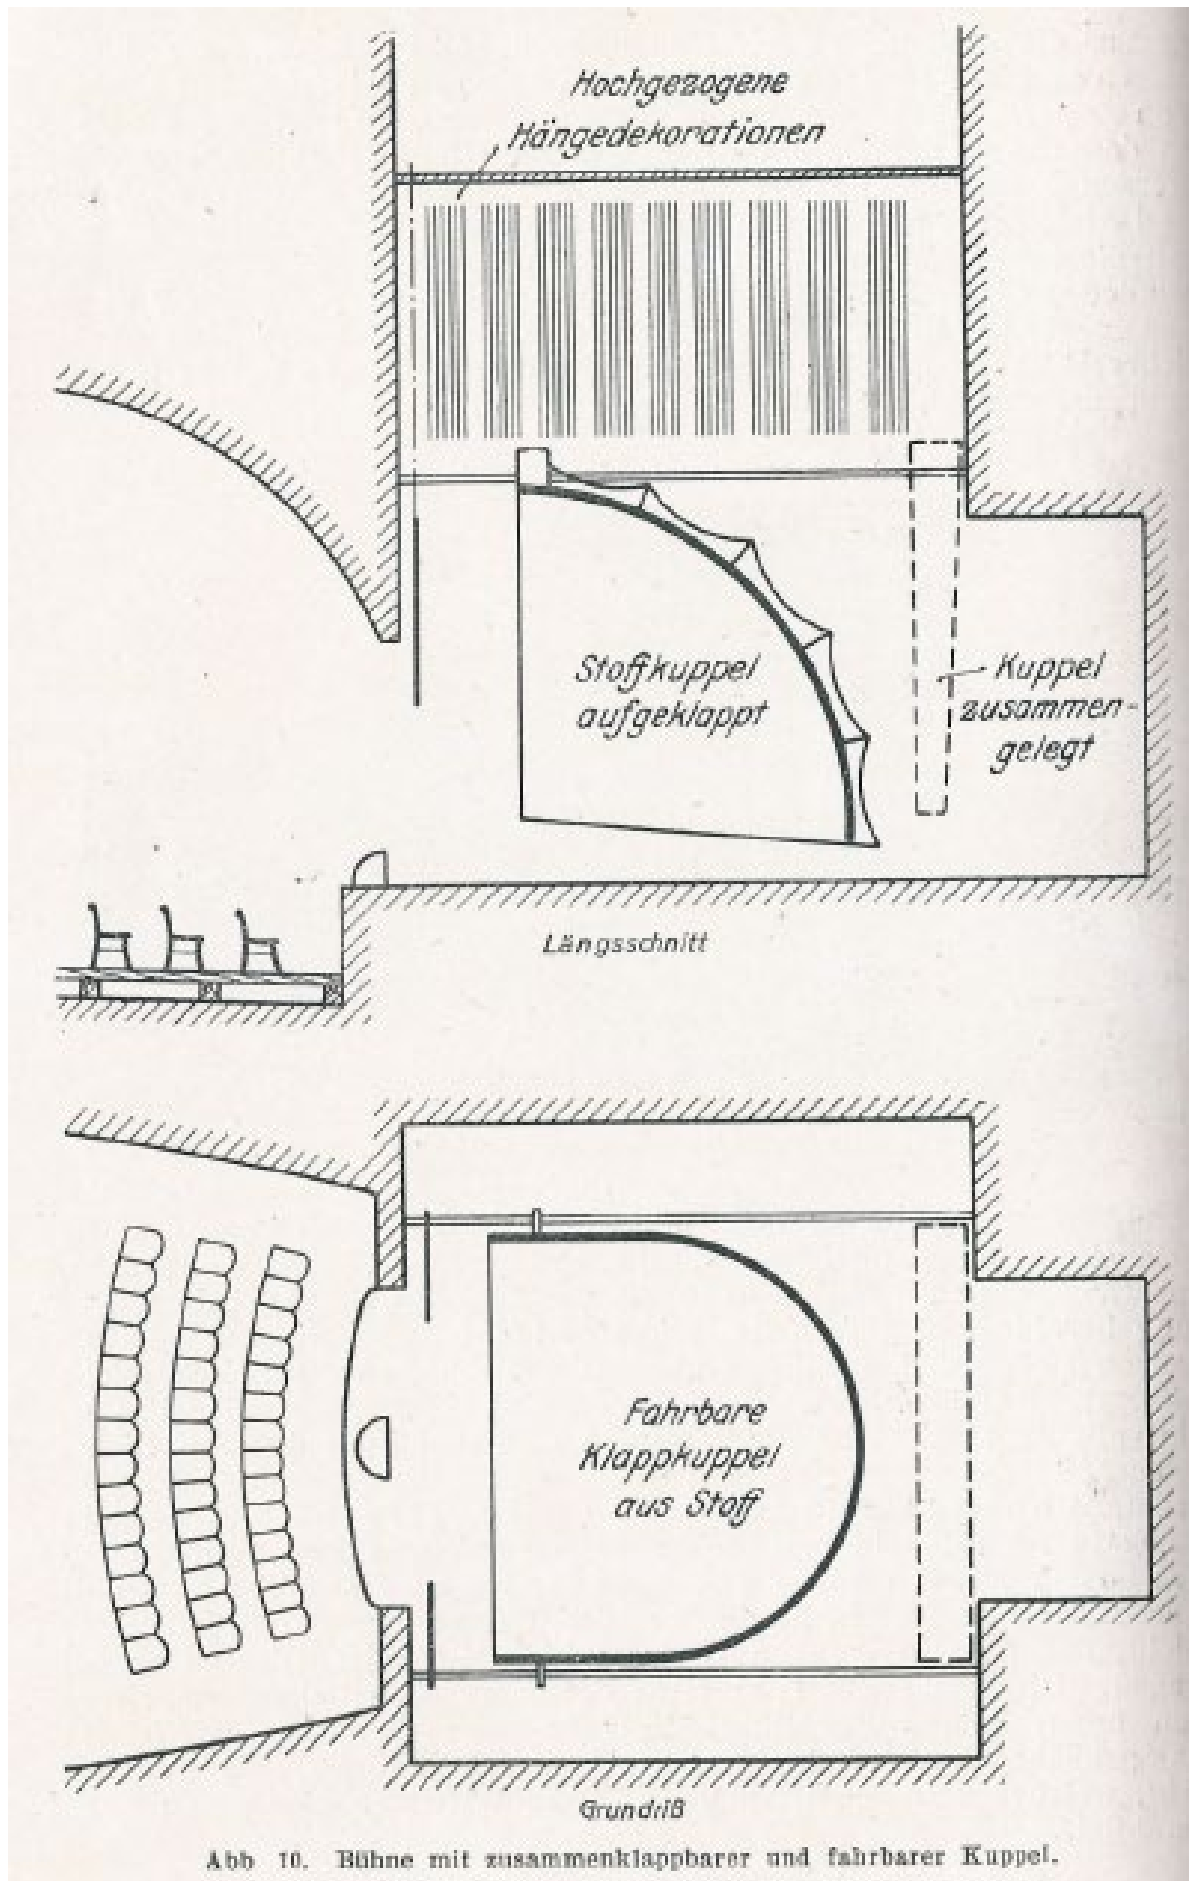 Hochgezogene
Hängedekorationen
Stoffkuppel
aufgeklappt
Kuppel
zusammen-
gelegt
Längsschnitt
Fahrbare
Klappkuppel
aus Stoff
Grundriß
Abb 10. Bühne mit zusammenklappbarer und fahrbarer Kuppel.